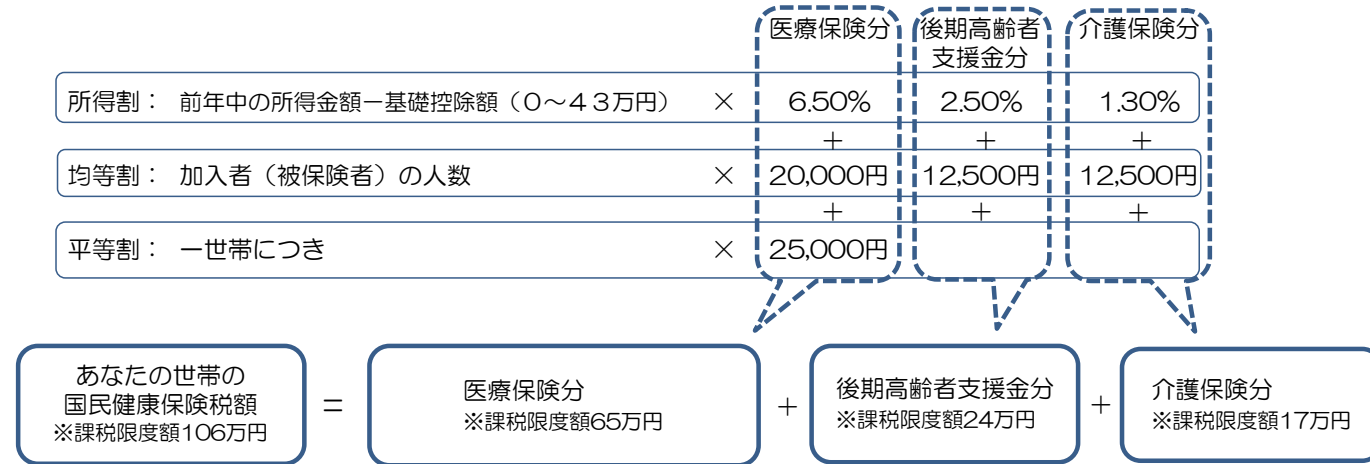 医療保険分 後期高齢者支援金分 介護保険分
所得割： 前年中の所得金額－基礎控除額（０～４３万円） × 6.50% 2.50% 1.30%
＋ ＋ ＋
均等割： 加入者（被保険者）の人数 × 20,000円 12,500円 12,500円
＋ ＋ ＋
平等割： 一世帯につき × 25,000円
あなたの世帯の
国民健康保険税額
※課税限度額106万円
＝
医療保険分
※課税限度額65万円
＋
後期高齢者支援金分
※課税限度額24万円
＋
介護保険分
※課税限度額17万円